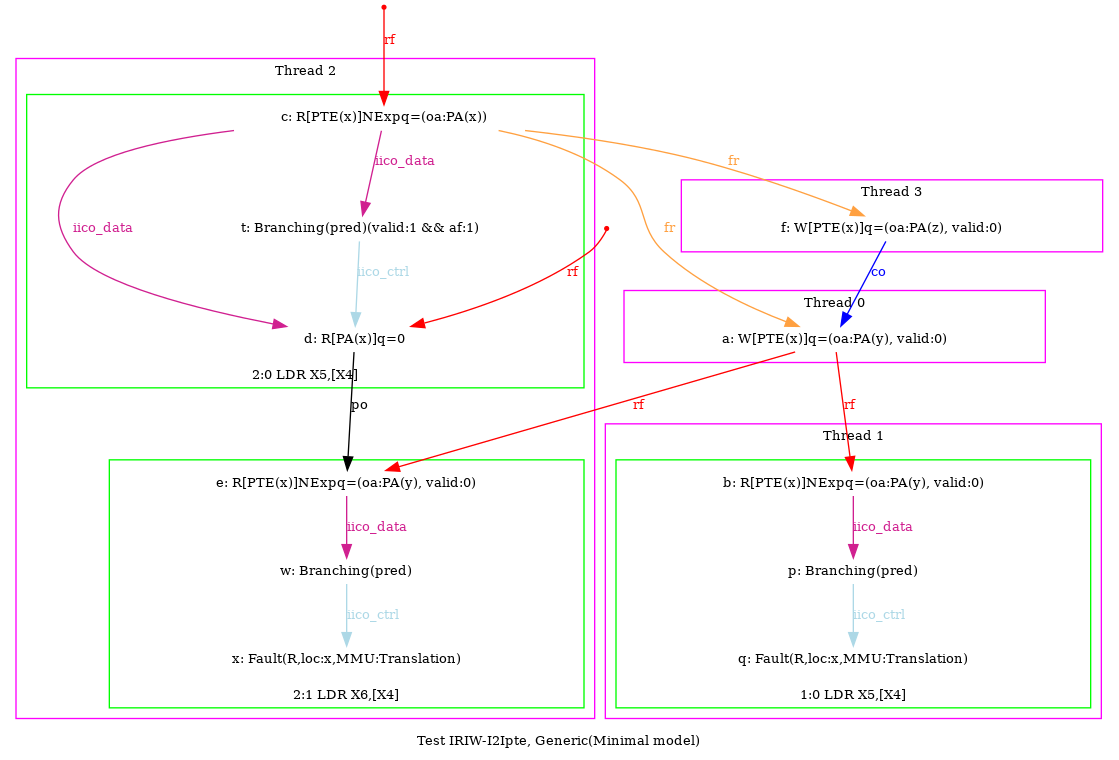 rf
Thread 2
c: R[PTE(x)]NExpq=(oa:PA(x))
iico_data
fr
Thread 3
iico_data
t: Branching(pred)(valid:1 && af:1)
fr
f: W[PTE(x)]q=(oa:PA(z), valid:0)
iico_ctrl
rf
co
Thread 0
d: R[PA(x)]q=0
a: W[PTE(x)]q=(oa:PA(y), valid:0)
2:0 LDR X5,[X4]
po
rf
rf
Thread 1
e: R[PTE(x)]NExpq=(oa:PA(y), valid:0)
b: R[PTE(x)]NExpq=(oa:PA(y), valid:0)
iico_data
iico_data
w: Branching(pred)
p: Branching(pred)
iico_ctrl
iico_ctrl
x: Fault(R,loc:x,MMU:Translation)
q: Fault(R,loc:x,MMU:Translation)
2:1 LDR X6,[X4]
1:0 LDR X5,[X4]
Test IRIW-I2Ipte, Generic(Minimal model)